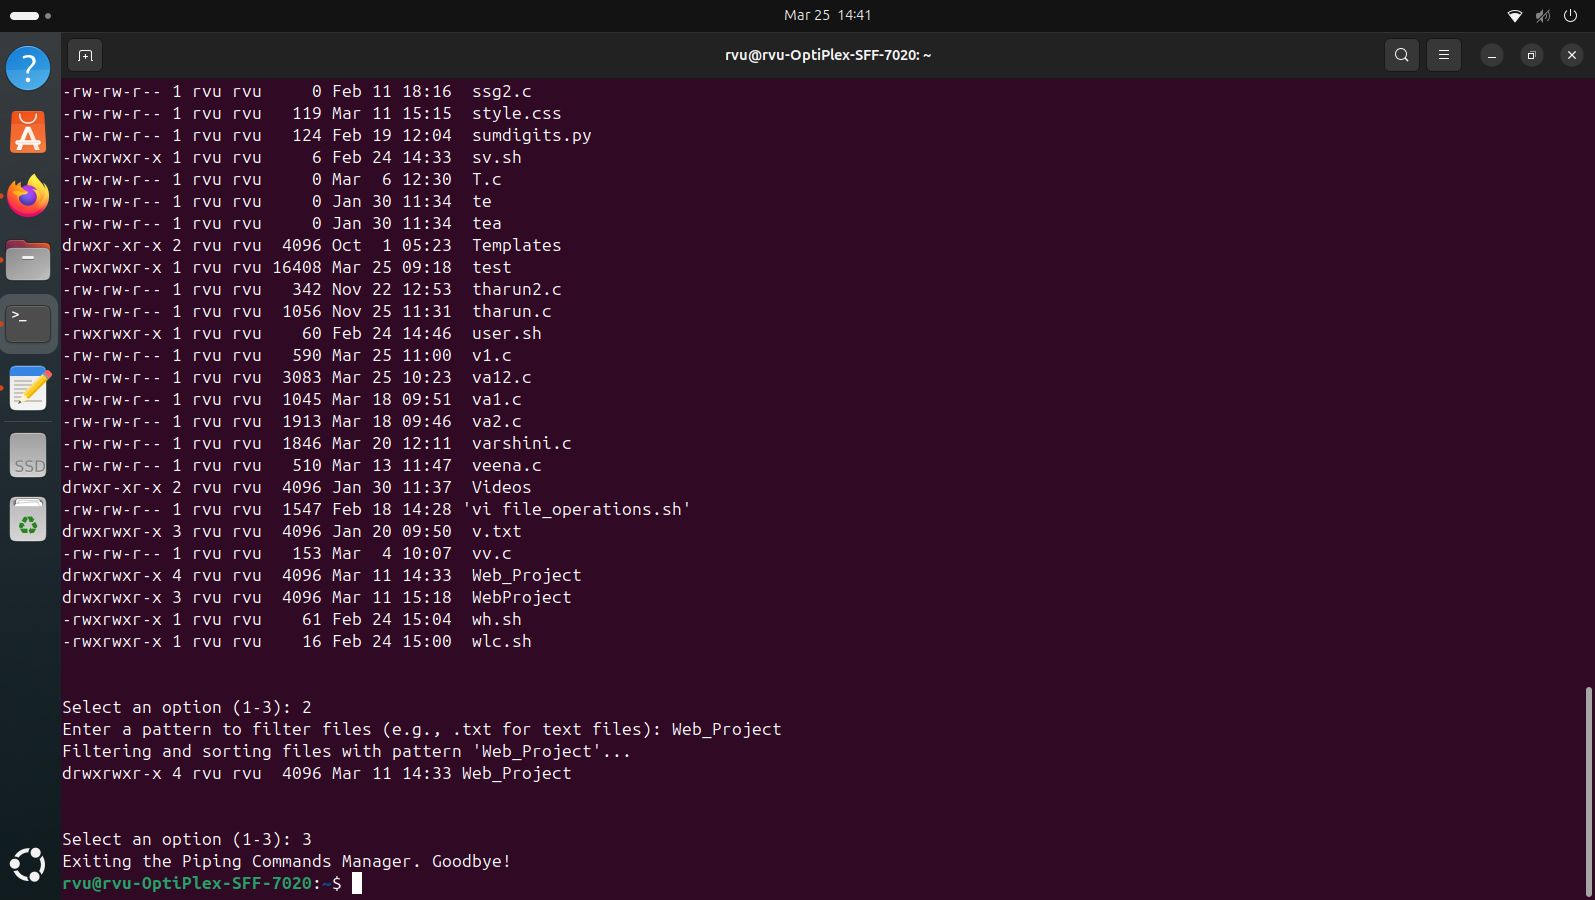 Mar 25 14:41
rvu@rvu-OptiPlex-SFF-7020: ~
-rw-rw-r-- 1 rvu rvu     0 Feb 11 18:16  ssg2.c
-rw-rw-r-- 1 rvu rvu   119 Mar 11 15:15  style.css
-rw-rw-r-- 1 rvu rvu   124 Feb 19 12:04  sumdigits.py
-rwxrwxr-x 1 rvu rvu     6 Feb 24 14:33  sv.sh
-rw-rw-r-- 1 rvu rvu     0 Mar  6 12:30  T.c
-rw-rw-r-- 1 rvu rvu     0 Jan 30 11:34  te
-rw-rw-r-- 1 rvu rvu     0 Jan 30 11:34  tea
drwxr-xr-x 2 rvu rvu  4096 Oct  1 05:23  Templates
-rwxrwxr-x 1 rvu rvu 16408 Mar 25 09:18  test
-rw-rw-r-- 1 rvu rvu   342 Nov 22 12:53  tharun2.c
-rw-rw-r-- 1 rvu rvu  1056 Nov 25 11:31  tharun.c
-rwxrwxr-x 1 rvu rvu    60 Feb 24 14:46  user.sh
-rw-rw-r-- 1 rvu rvu   590 Mar 25 11:00  v1.c
-rw-rw-r-- 1 rvu rvu  3083 Mar 25 10:23  va12.c
-rw-rw-r-- 1 rvu rvu  1045 Mar 18 09:51  va1.c
-rw-rw-r-- 1 rvu rvu  1913 Mar 18 09:46  va2.c
-rw-rw-r-- 1 rvu rvu  1846 Mar 20 12:11  varshini.c
-rw-rw-r-- 1 rvu rvu   510 Mar 13 11:47  veena.c
drwxr-xr-x 2 rvu rvu  4096 Jan 30 11:37  Videos
-rw-rw-r-- 1 rvu rvu  1547 Feb 18 14:28 'vi file_operations.sh'
drwxrwxr-x 3 rvu rvu  4096 Jan 20 09:50  v.txt
-rw-rw-r-- 1 rvu rvu   153 Mar  4 10:07  vv.c
drwxrwxr-x 4 rvu rvu  4096 Mar 11 14:33  Web_Project
drwxrwxr-x 3 rvu rvu  4096 Mar 11 15:18  WebProject
-rwxrwxr-x 1 rvu rvu    61 Feb 24 15:04  wh.sh
-rwxrwxr-x 1 rvu rvu    16 Feb 24 15:00  wlc.sh
Select an option (1-3): 2
Enter a pattern to filter files (e.g., .txt for text files): Web_Project
Filtering and sorting files with pattern 'Web_Project'...
drwxrwxr-x 4 rvu rvu  4096 Mar 11 14:33 Web_Project
Select an option (1-3): 3
Exiting the Piping Commands Manager. Goodbye!
rvu@rvu-OptiPlex-SFF-7020:~$
?
A
>_
SSD